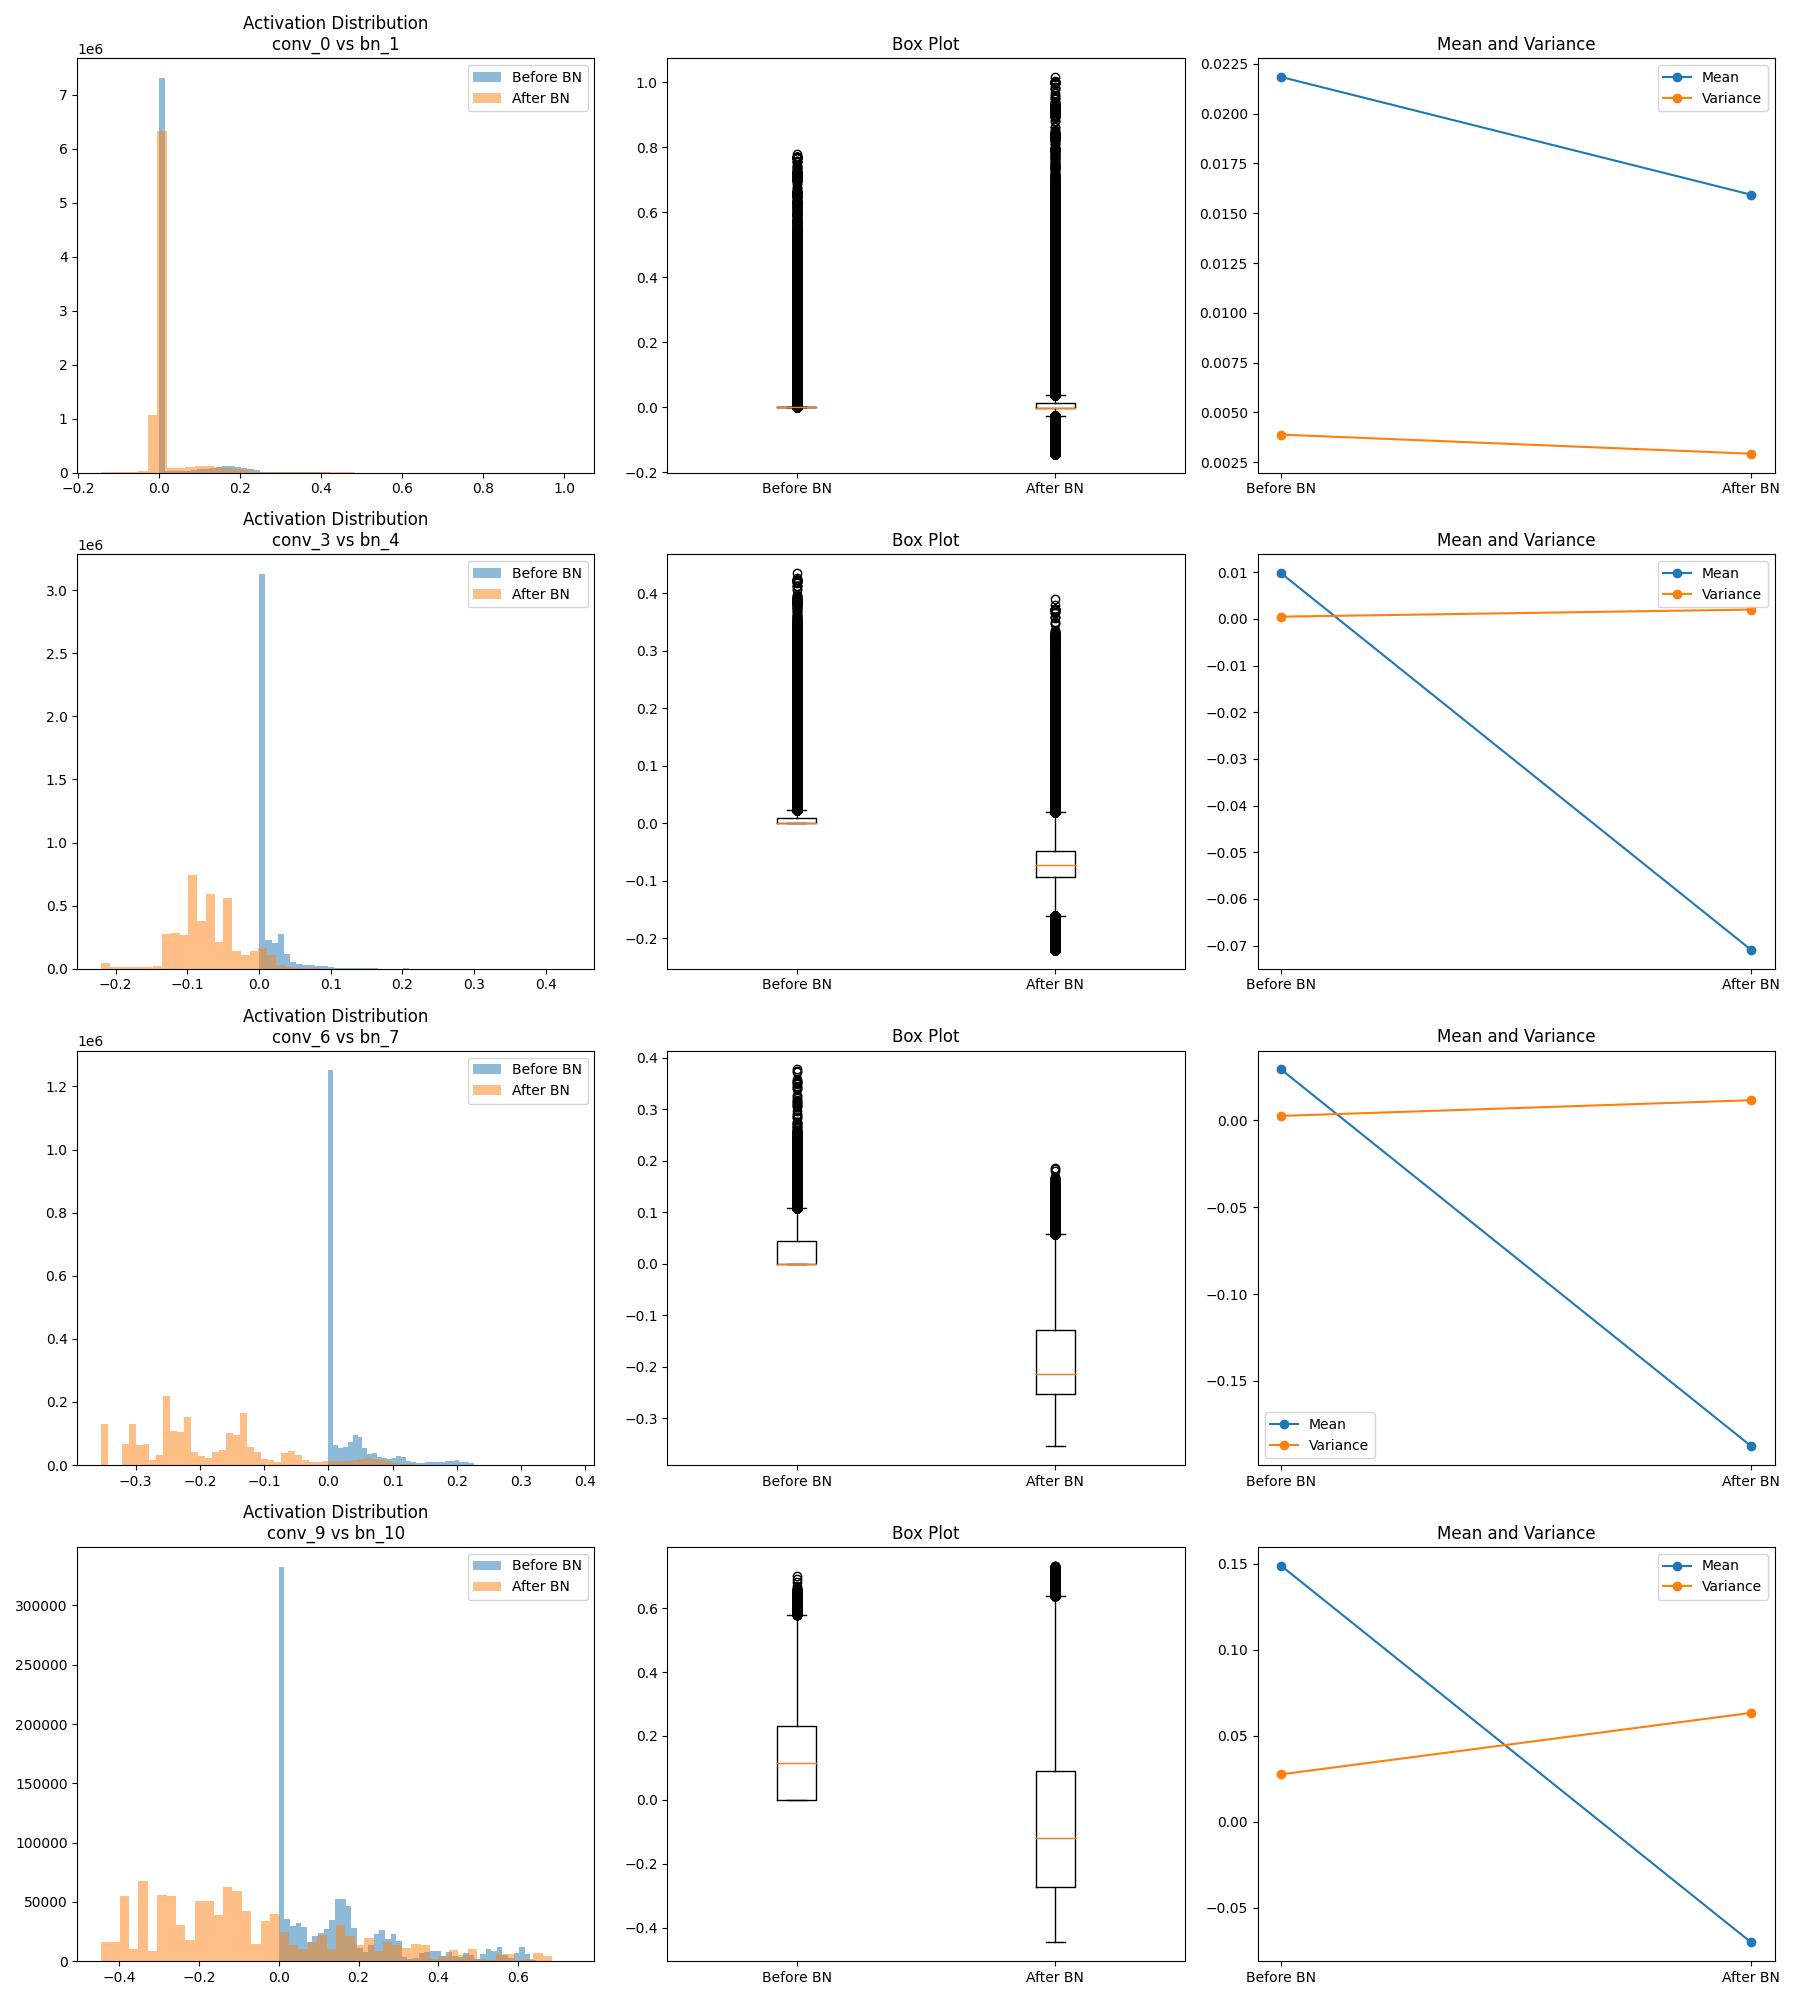 Activation Distribution
conv_0 vs bn_1
1e6
Before BN
After BN
7
6
5
4
3
2
1
0
−0.2 0.0 0.2 0.4 0.6 0.8 1.0
Box Plot
1.0
0.8
0.6
0.4
0.2
0.0
−0.2
Before BN After BN
Mean and Variance
Mean
Variance
0.0225
0.0200
0.0175
0.0150
0.0125
0.0100
0.0075
0.0050
0.0025
Before BN After BN
Activation Distribution
conv_3 vs bn_4
1e6
Before BN
After BN
3.0
2.5
2.0
1.5
1.0
0.5
0.0
−0.2 −0.1 0.0 0.1 0.2 0.3 0.4
Box Plot
0.4
0.3
0.2
0.1
0.0
−0.1
−0.2
Before BN After BN
Mean and Variance
Mean
Variance
0.01
0.00
−0.01
−0.02
−0.03
−0.04
−0.05
−0.06
−0.07
Before BN After BN
Activation Distribution
conv_6 vs bn_7
1e6
Before BN
After BN
1.2
1.0
0.8
0.6
0.4
0.2
0.0
−0.3 −0.2 −0.1 0.0 0.1 0.2 0.3 0.4
Box Plot
0.4
0.3
0.2
0.1
0.0
−0.1
−0.2
−0.3
Before BN After BN
Mean and Variance
0.00
−0.05
−0.10
−0.15
Mean
Variance
Before BN After BN
Activation Distribution
conv_9 vs bn_10
Before BN
After BN
300000
250000
200000
150000
100000
50000
0
−0.4 −0.2 0.0 0.2 0.4 0.6
Box Plot
0.6
0.4
0.2
0.0
−0.2
−0.4
Before BN After BN
Mean and Variance
Mean
Variance
0.15
0.10
0.05
0.00
−0.05
Before BN After BN